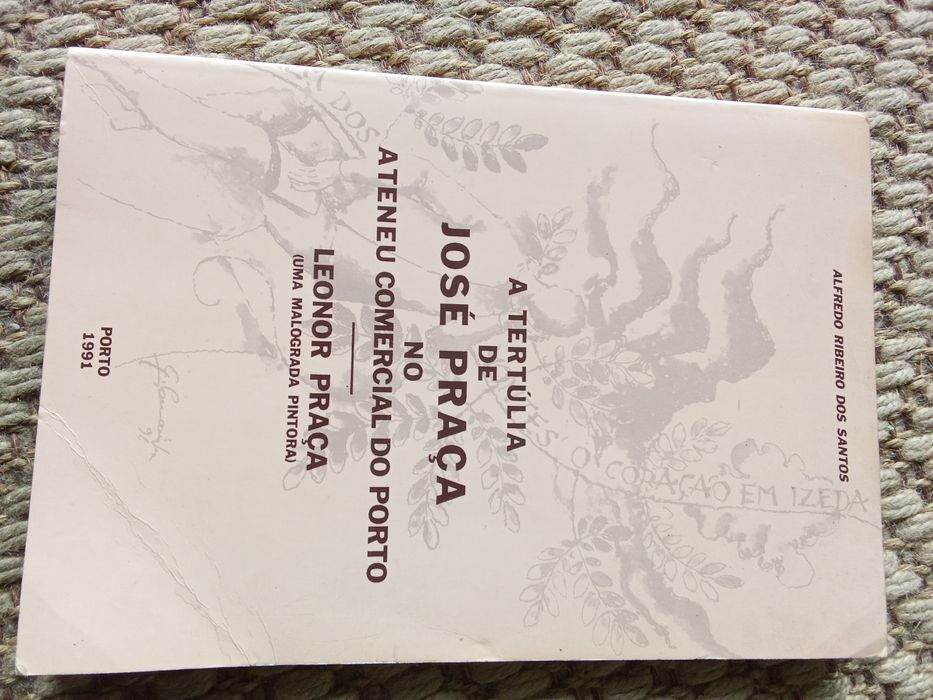 ALFREDO RIBEIRO DOS SANTOS
A TERTÚLIA
DE
JOSÉ PRAÇA
NO
ATENEU COMERCIAL DO PORTO
LEONOR PRAÇA
(UMA MALOGRADA PINTORA)
PORTO
1991
O CORAÇÃO EM IZEDA
DOS